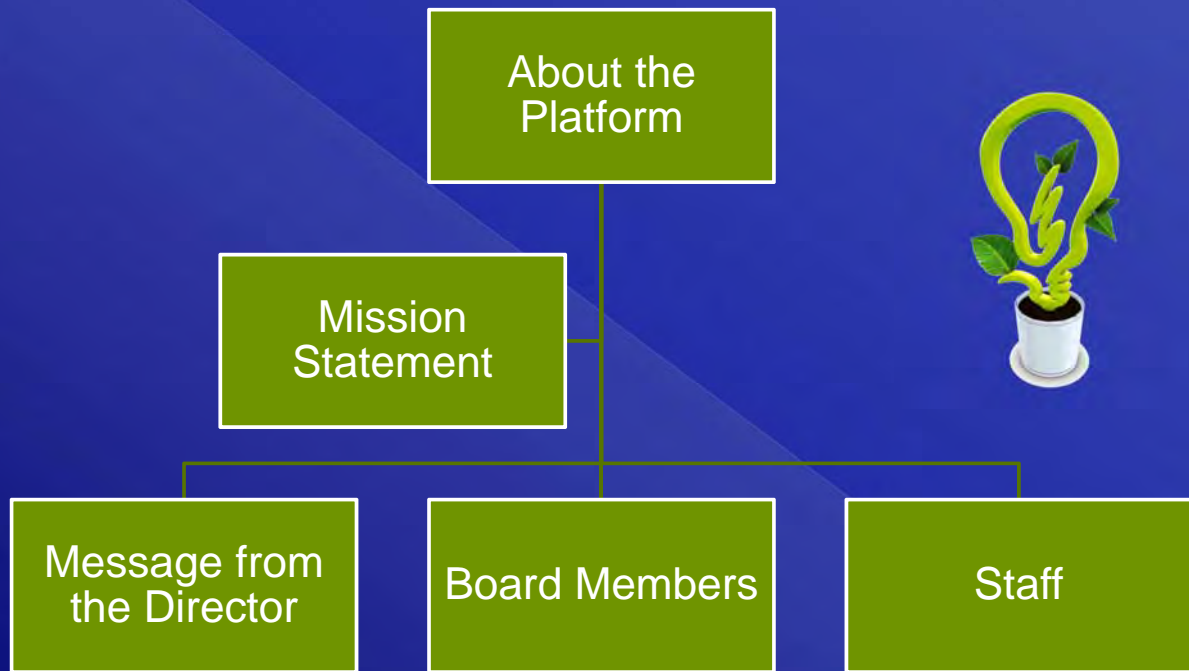 About the
Platform
Mission
Statement
Message from
the Director
Board Members
Staff